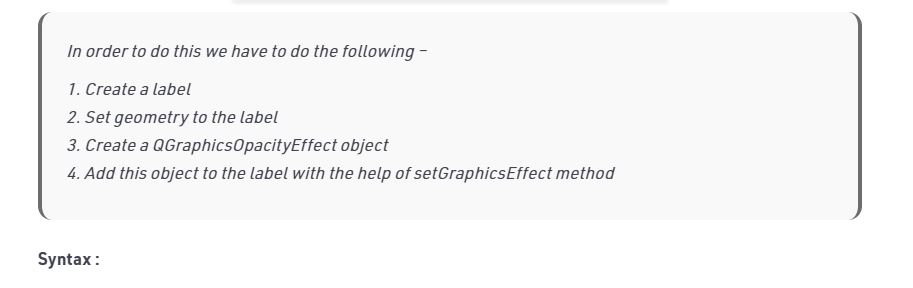 In order to do this we have to do the following –
1. Create a label
2. Set geometry to the label
3. Create a QGraphicsOpacityEffect object
4. Add this object to the label with the help of setGraphicsEffect method
Syntax :